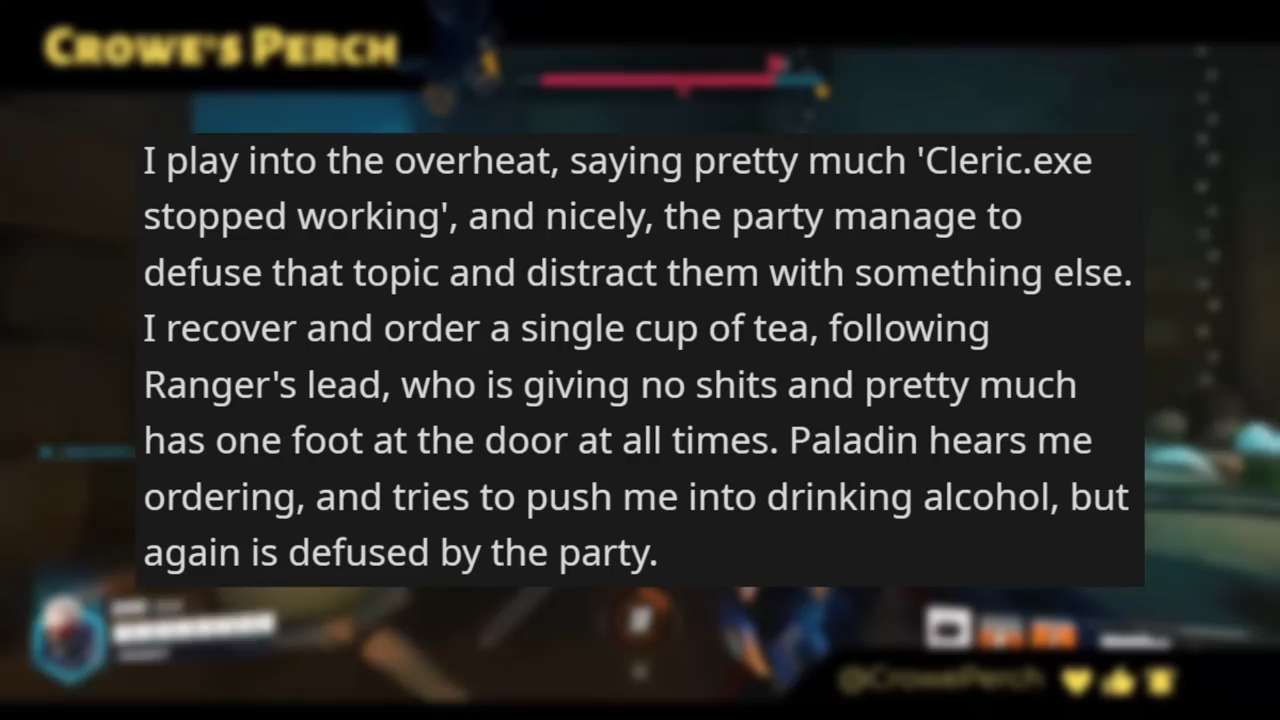 CROWE'S PERCH
I play into the overheat, saying pretty much 'Cleric.exe
stopped working', and nicely, the party manage to
defuse that topic and distract them with something else.
I recover and order a single cup of tea, following
Ranger's lead, who is giving no shits and pretty much
has one foot at the door at all times. Paladin hears me
ordering, and tries to push me into drinking alcohol, but
again is defused by the party.
@CrowePerch